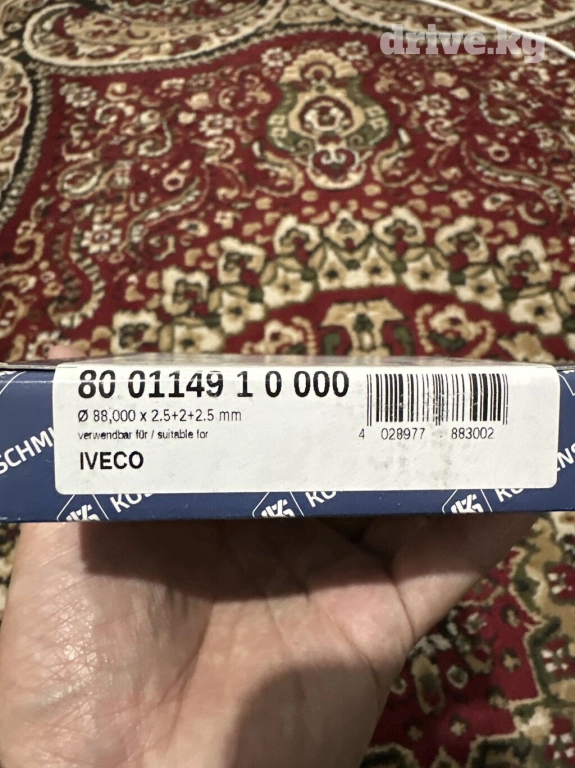 drive.kg
80 01149 1 0 000
Ø 88,000 x 2.5+2+2.5 mm
verwendbar für / suitable for
4 028977 883002
IVECO